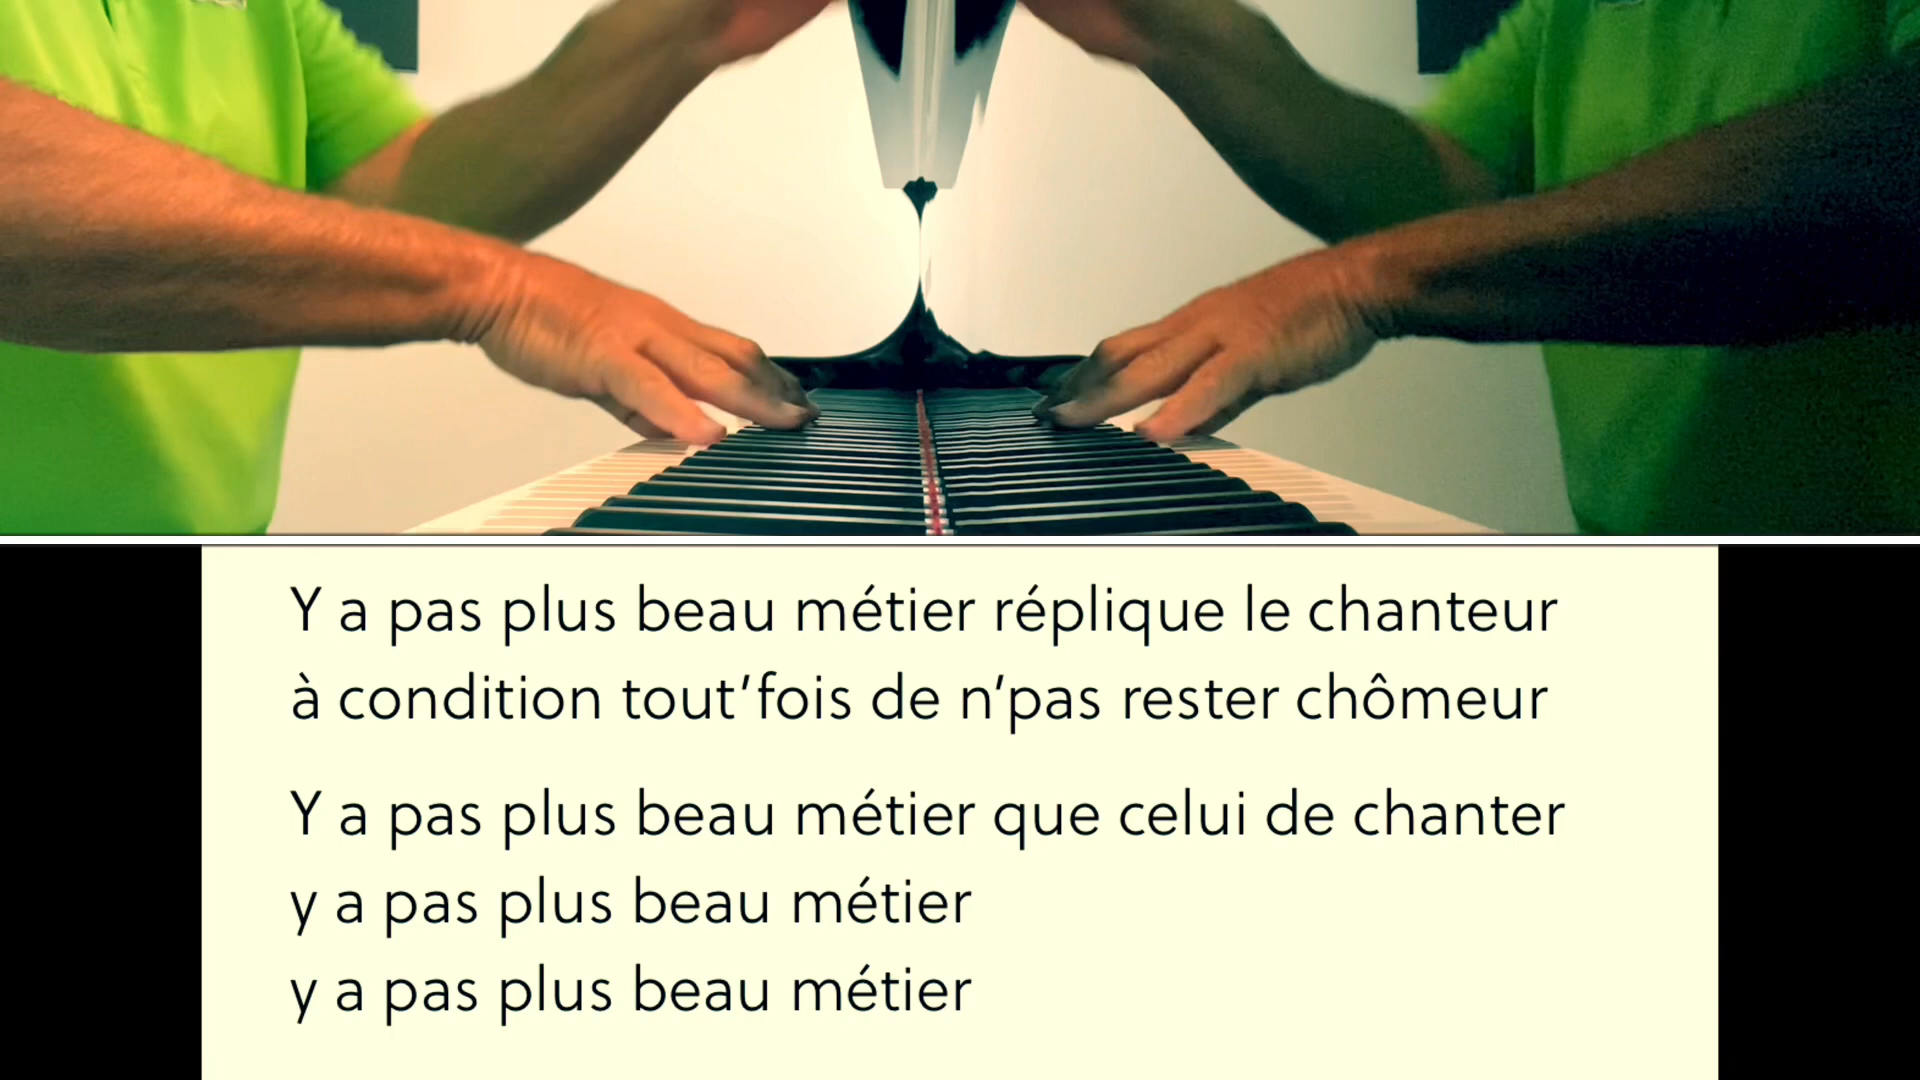 Y a pas plus beau métier réplique le chanteur
à condition tout’fois de n’pas rester chômeur
Y a pas plus beau métier que celui de chanter
y a pas plus beau métier
y a pas plus beau métier